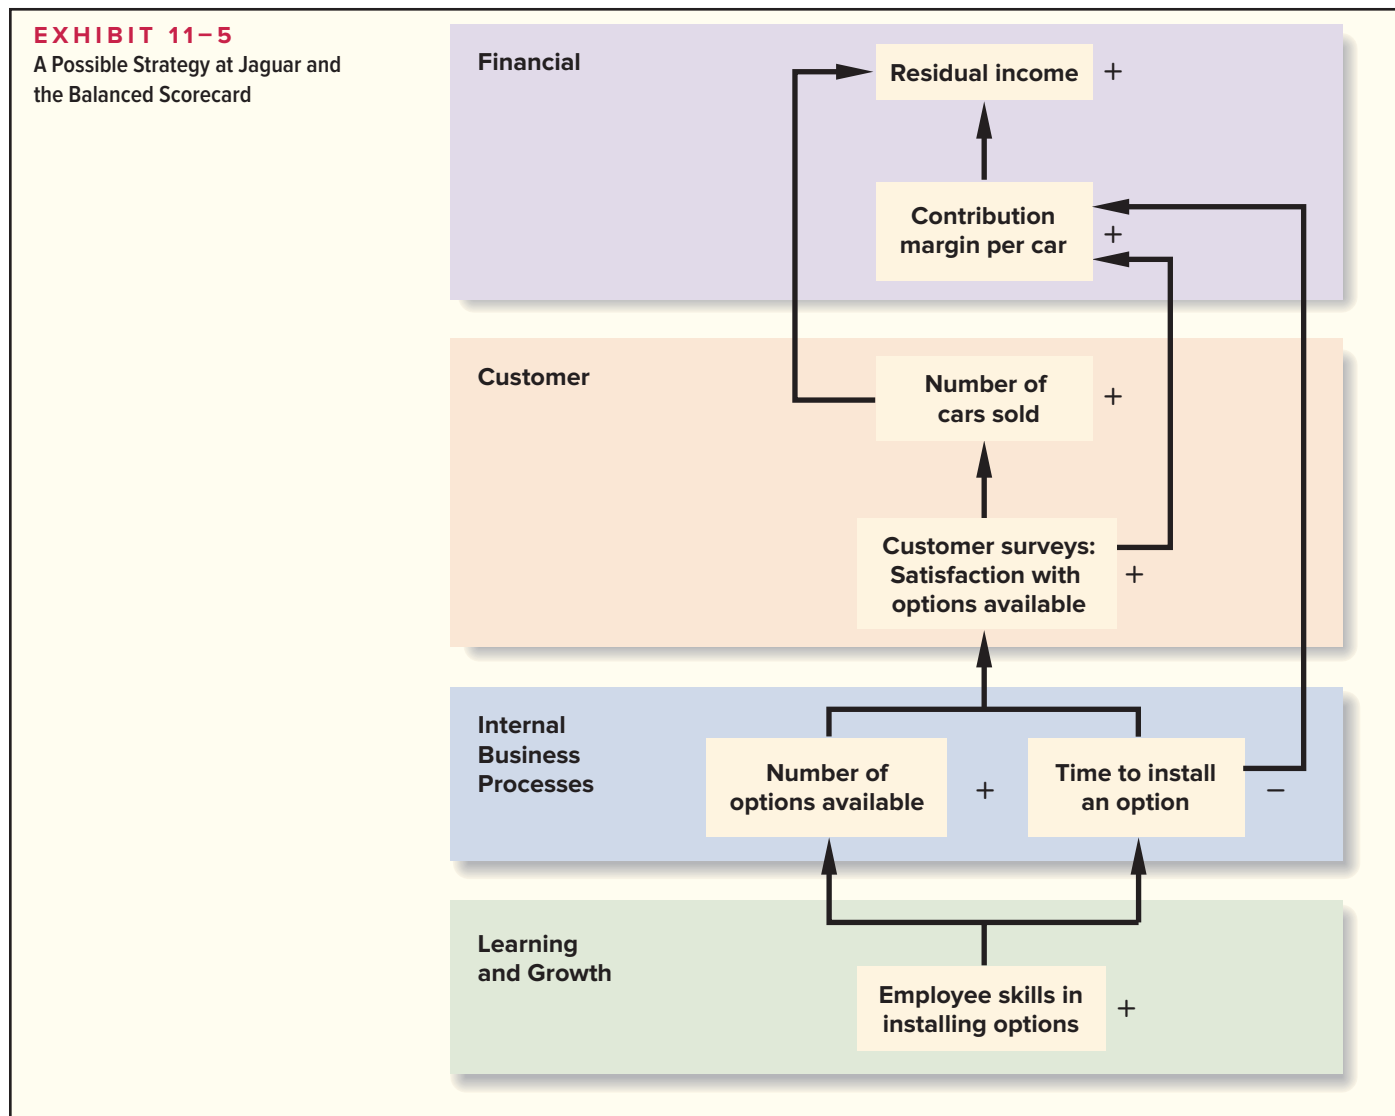 EXHIBIT 11–5
A Possible Strategy at Jaguar and
the Balanced Scorecard
Financial
Residual income
+
Contribution
margin per car
+
Customer
Number of
cars sold
+
Customer surveys:
Satisfaction with
options available
+
Internal
Business
Processes
Number of
options available
+
Time to install
an option
−
Learning
and Growth
Employee skills in
installing options
+